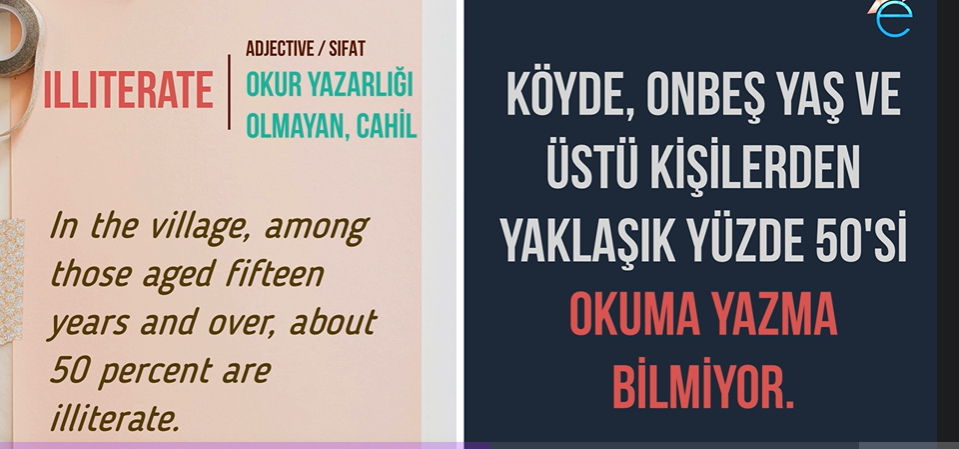 ILLITERATE
ADJECTIVE / SIFAT
OKUR YAZARLIĞI
OLMAYAN, CAHİL
In the village, among
those aged fifteen
years and over, about
50 percent are
illiterate.
KÖYDE, ONBEŞ YAŞ VE
ÜSTÜ KİŞİLERDEN
YAKLAŞIK YÜZDE 50'Sİ
OKUMA YAZMA
BİLMİYOR.
e